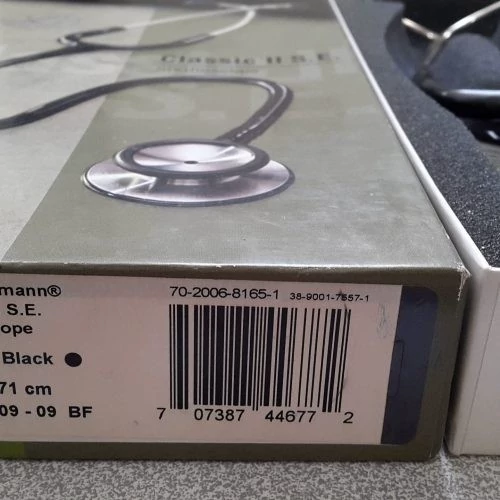 Classic II S.E.
mann®
S.E.
ope
Black
71 cm
09 - 09 BF
70-2006-8165-1 38-9001-7557-1
7 07387 44677 2